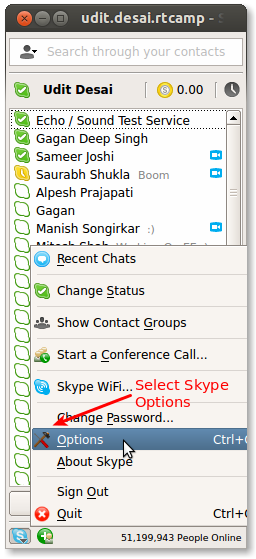 udit.desai.rtcamp - S
Search through your contacts
Udit Desai
0.00
Echo / Sound Test Service
Gagan Deep Singh
Sameer Joshi
Saurabh Shukla Boom
Alpesh Prajapati
Gagan
Manish Songirkar :)
Mitesh Shah
Recent Chats
Change Status
Show Contact Groups
Start a Conference Call...
Skype WiFi...
Select Skype
Options
Change Password...
Options Ctrl+O
About Skype
Sign Out
Quit Ctrl+
51,199,943 People Online